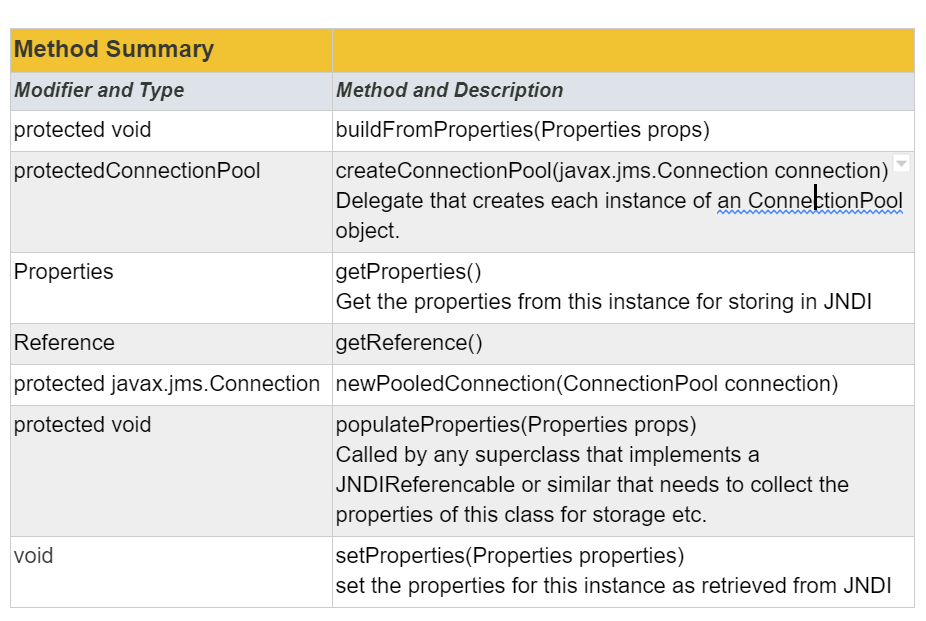 Method Summary
Modifier and Type Method and Description
protected void buildFromProperties(Properties props)
protectedConnectionPool createConnectionPool(javax.jms.Connection connection)
Delegate that creates each instance of an ConnectionPool
object.
Properties getProperties()
Get the properties from this instance for storing in JNDI
Reference getReference()
protected javax.jms.Connection newPooledConnection(ConnectionPool connection)
protected void populateProperties(Properties props)
Called by any superclass that implements a
JNDIReferencable or similar that needs to collect the
properties of this class for storage etc.
void setProperties(Properties properties)
set the properties for this instance as retrieved from JNDI